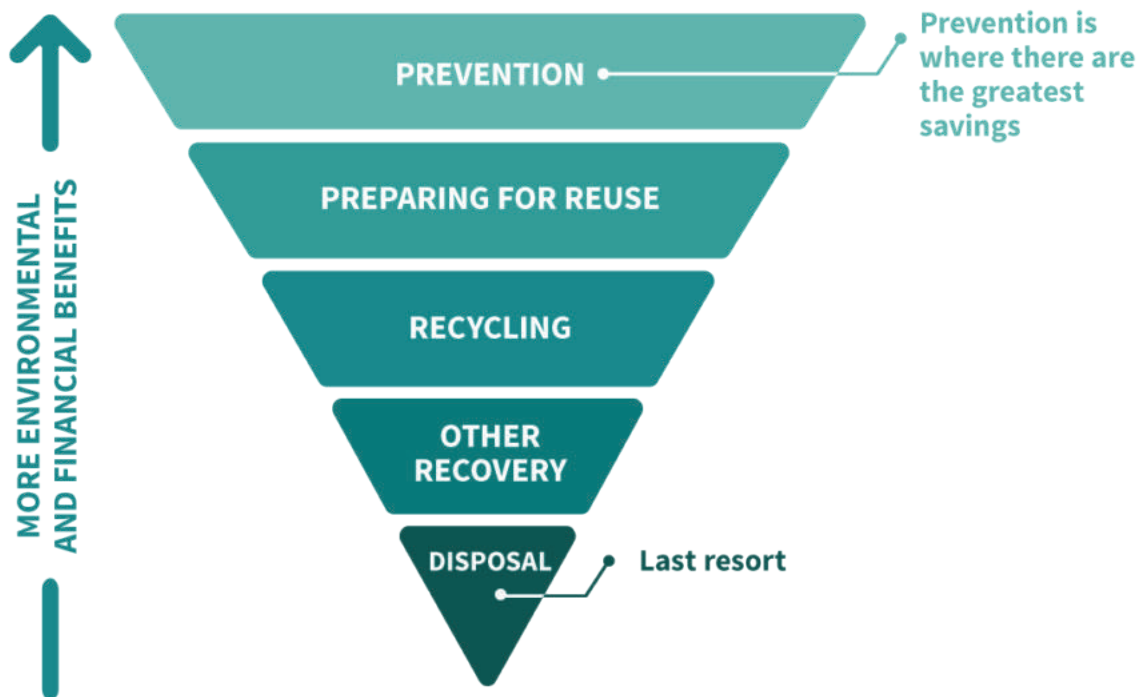 PREVENTION
Prevention is
where there are
the greatest
savings
PREPARING FOR REUSE
RECYCLING
OTHER
RECOVERY
DISPOSAL
Last resort
MORE ENVIRONMENTAL
AND FINANCIAL BENEFITS